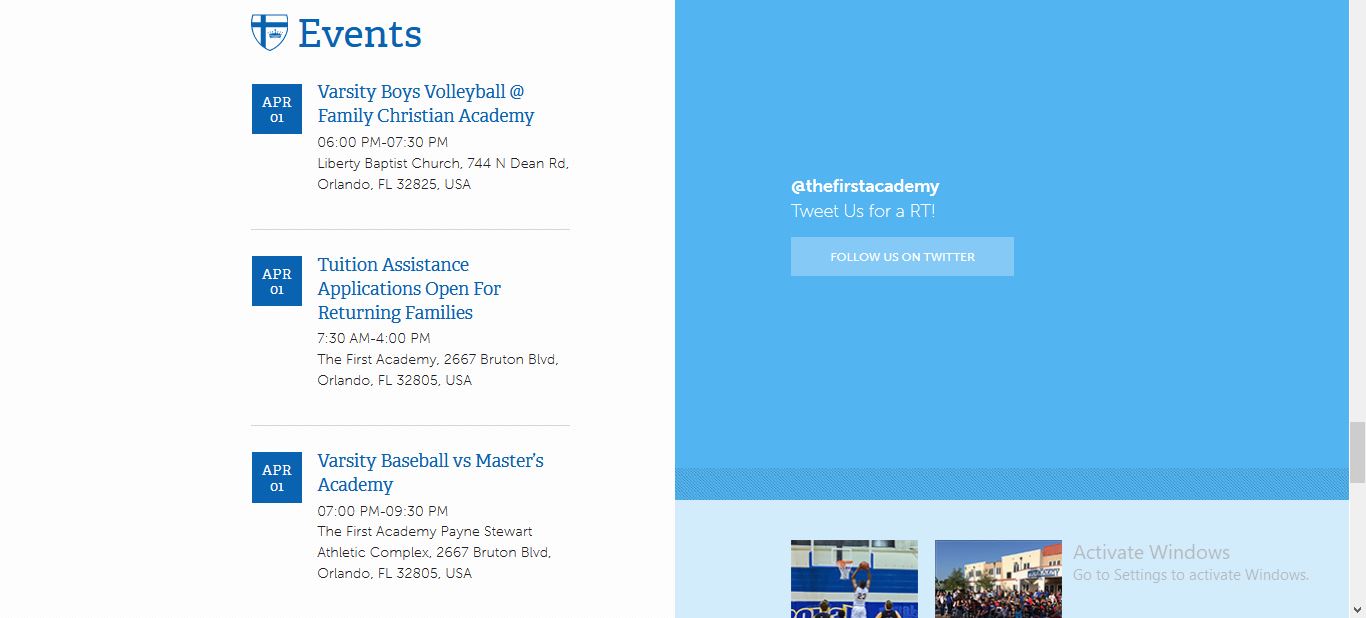 Events
APR
01
Varsity Boys Volleyball @
Family Christian Academy
06:00 PM-07:30 PM
Liberty Baptist Church, 744 N Dean Rd,
Orlando, FL 32825, USA
APR
01
Tuition Assistance
Applications Open For
Returning Families
7:30 AM-4:00 PM
The First Academy, 2667 Bruton Blvd,
Orlando, FL 32805, USA
APR
01
Varsity Baseball vs Master’s
Academy
07:00 PM-09:30 PM
The First Academy Payne Stewart
Athletic Complex, 2667 Bruton Blvd,
Orlando, FL 32805, USA
@thefirstacademy
Tweet Us for a RT!
FOLLOW US ON TWITTER
23
Activate Windows
Go to Settings to activate Windows.